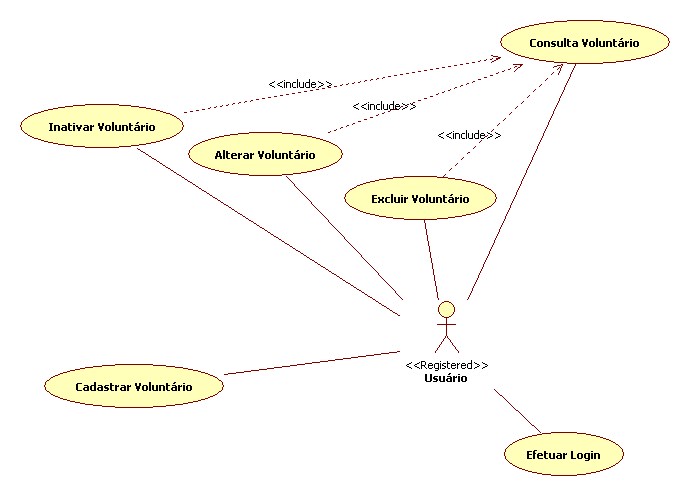 Consulta Voluntário
<<include>>
<<include>>
Inativar Voluntário
<<include>>
Alterar Voluntário
Excluir Voluntário
<<Registered>>
Usuário
Cadastrar Voluntário
Efetuar Login